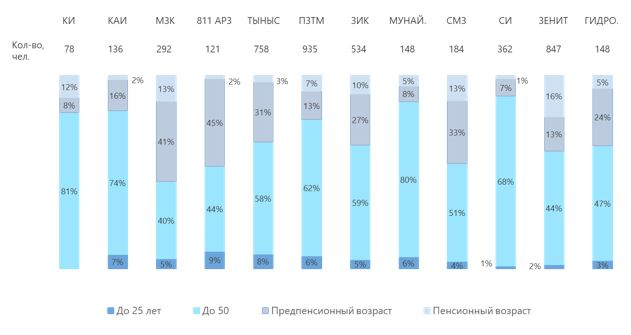 КИ КАИ МЗК 811 АРЗ ТЫНЫС ПЗТМ ЗИК МУНАЙ. СМЗ СИ ЗЕНИТ ГИДРО.
Кол-во, чел. 78 136 292 121 758 935 534 148 184 362 847 148
12% 2% 13% 2% 3% 7% 10% 5% 13% 1% 16% 5%
8% 16% 41% 45% 31% 13% 27% 8% 33% 7% 13% 24%
81% 74% 40% 44% 58% 62% 59% 80% 51% 68% 44% 47%
7% 5% 9% 8% 6% 5% 6% 4% 1% 2% 3%
До 25 лет До 50 Предпенсионный возраст Пенсионный возраст